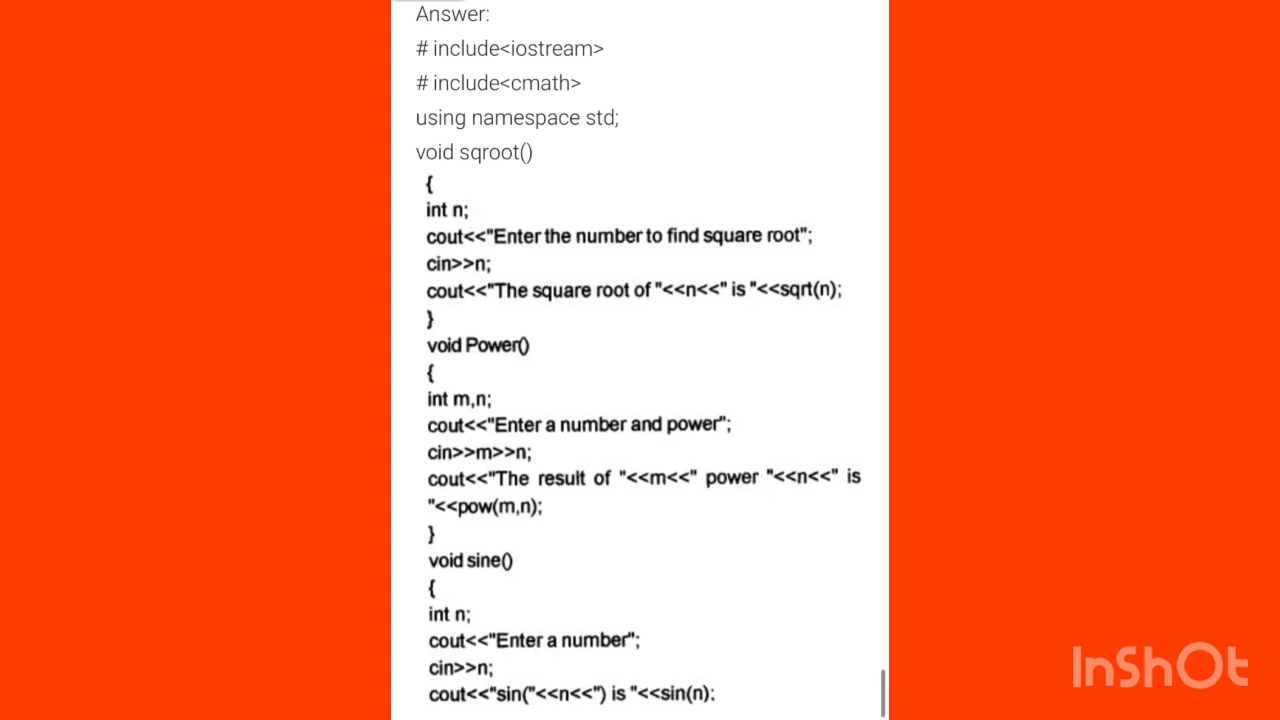 Answer:
# include<iostream>
# include<cmath>
using namespace std;
void sqroot()
{
int n;
cout<<"Enter the number to find square root";
cin>>n;
cout<<"The square root of "<<n<<" is "<<sqrt(n);
}
void Power()
{
int m,n;
cout<<"Enter a number and power";
cin>>m>>n;
cout<<"The result of "<<m<<" power "<<n<<" is
"<<pow(m,n);
}
void sine()
{
int n;
cout<<"Enter a number";
cin>>n;
cout<<"sin("<<n<<") is "<<sin(n):
InShOt